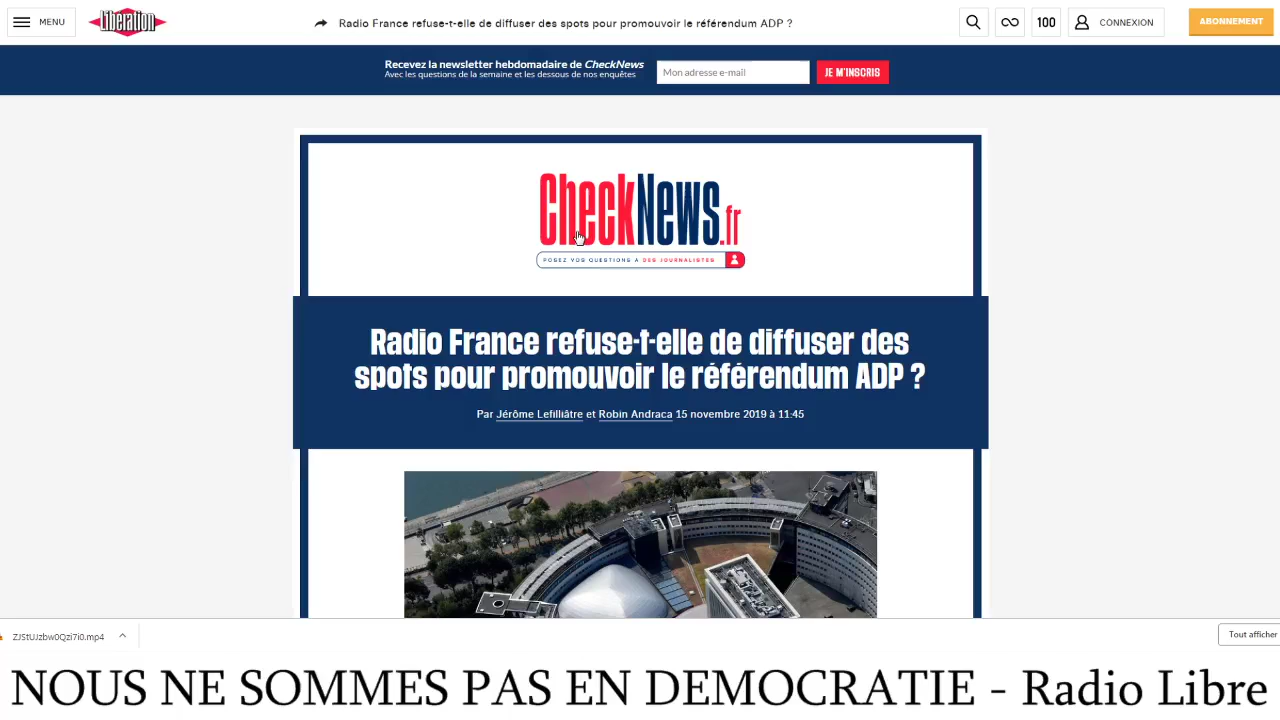 MENU
Libération
Radio France refuse-t-elle de diffuser des spots pour promouvoir le référendum ADP ?
100
CONNEXION
ABONNEMENT
Recevez la newsletter hebdomadaire de CheckNews
Avec les questions de la semaine et les dessous de nos enquêtes
Mon adresse e-mail
JE M'INSCRIS
CheckNews.fr
POSEZ VOS QUESTIONS À DES JOURNALISTES
Radio France refuse-t-elle de diffuser des
spots pour promouvoir le référendum ADP ?
Par Jérôme Lefilliâtre et Robin Andraca 15 novembre 2019 à 11:45
ZJStUJzbw0Qzi7i0.mp4
Tout afficher
NOUS NE SOMMES PAS EN DEMOCRATIE - Radio Libre